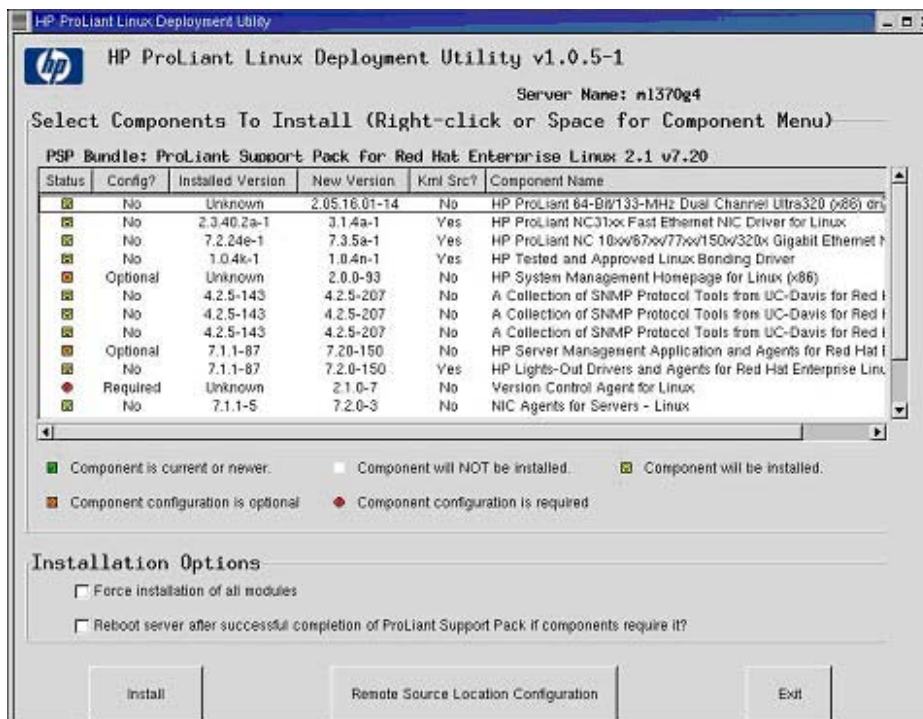 HP ProLiant Linux Deployment Utility
hp
HP ProLiant Linux Deployment Utility v1.0.5-1
Server Name: ml370g4
Select Components To Install (Right-click or Space for Component Menu)
PSP Bundle: ProLiant Support Pack for Red Hat Enterprise Linux 2.1 v7.20
Status Config? Installed Version New Version Krnl Src? Component Name
No Unknown 2.05.16.01-14 No HP ProLiant 64-Bit/133-MHz Dual Channel Ultra320 (x86) dri
No 2.3.40.2a-1 3.1.4a-1 Yes HP ProLiant NC31xx Fast Ethernet NIC Driver for Linux
No 7.2.24e-1 7.3.5a-1 Yes HP ProLiant NC 10xx/67xx/77xx/150x/320x Gigabit Ethernet N
No 1.0.4k-1 1.0.4n-1 Yes HP Tested and Approved Linux Bonding Driver
Optional Unknown 2.0.0-93 No HP System Management Homepage for Linux (x86)
No 4.2.5-143 4.2.5-207 No A Collection of SNMP Protocol Tools from UC-Davis for Red H
No 4.2.5-143 4.2.5-207 No A Collection of SNMP Protocol Tools from UC-Davis for Red H
No 4.2.5-143 4.2.5-207 No A Collection of SNMP Protocol Tools from UC-Davis for Red H
Optional 7.1.1-87 7.20-150 No HP Server Management Application and Agents for Red Hat E
No 7.1.1-87 7.2.0-150 Yes HP Lights-Out Drivers and Agents for Red Hat Enterprise Linu
Required Unknown 2.1.0-7 No Version Control Agent for Linux
No 7.1.1-5 7.2.0-3 No NIC Agents for Servers - Linux
Component is current or newer. Component will NOT be installed. Component will be installed.
Component configuration is optional Component configuration is required
Installation Options
Force installation of all modules
Reboot server after successful completion of ProLiant Support Pack if components require it?
Install Remote Source Location Configuration Exit